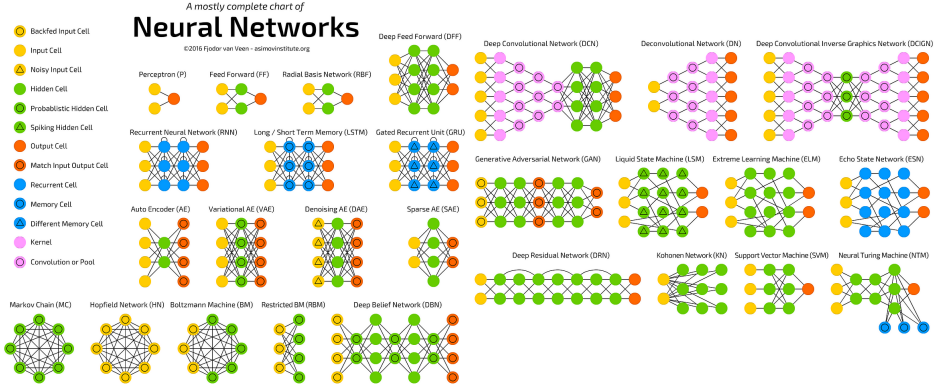 A mostly complete chart of
Neural Networks
©2016 Fjodor van Veen - asimovinstitute.org
Backfed Input Cell
Input Cell
Noisy Input Cell
Hidden Cell
Probablistic Hidden Cell
Spiking Hidden Cell
Output Cell
Match Input Output Cell
Recurrent Cell
Memory Cell
Different Memory Cell
Kernel
Convolution or Pool
Perceptron (P)
Feed Forward (FF)
Radial Basis Network (RBF)
Deep Feed Forward (DFF)
Recurrent Neural Network (RNN)
Long / Short Term Memory (LSTM)
Gated Recurrent Unit (GRU)
Auto Encoder (AE)
Variational AE (VAE)
Denoising AE (DAE)
Sparse AE (SAE)
Markov Chain (MC)
Hopfield Network (HN)
Boltzmann Machine (BM)
Restricted BM (RBM)
Deep Belief Network (DBN)
Deep Convolutional Network (DCN)
Deconvolutional Network (DN)
Deep Convolutional Inverse Graphics Network (DCIGN)
Generative Adversarial Network (GAN)
Liquid State Machine (LSM)
Extreme Learning Machine (ELM)
Echo State Network (ESN)
Deep Residual Network (DRN)
Kohonen Network (KN)
Support Vector Machine (SVM)
Neural Turing Machine (NTM)